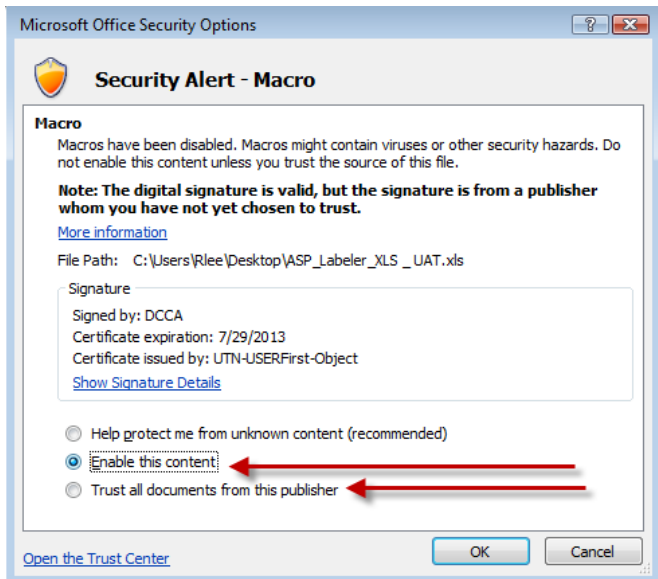 Microsoft Office Security Options
Security Alert - Macro
Macro
Macros have been disabled. Macros might contain viruses or other security hazards. Do
not enable this content unless you trust the source of this file.
Note: The digital signature is valid, but the signature is from a publisher
whom you have not yet chosen to trust.
More information
File Path: C:\Users\Rlee\Desktop\ASP_Labeler_XLS _ UAT.xls
Signature
Signed by: DCCA
Certificate expiration: 7/29/2013
Certificate issued by: UTN-USERFirst-Object
Show Signature Details
Help protect me from unknown content (recommended)
Enable this content
Trust all documents from this publisher
Open the Trust Center
OK
Cancel